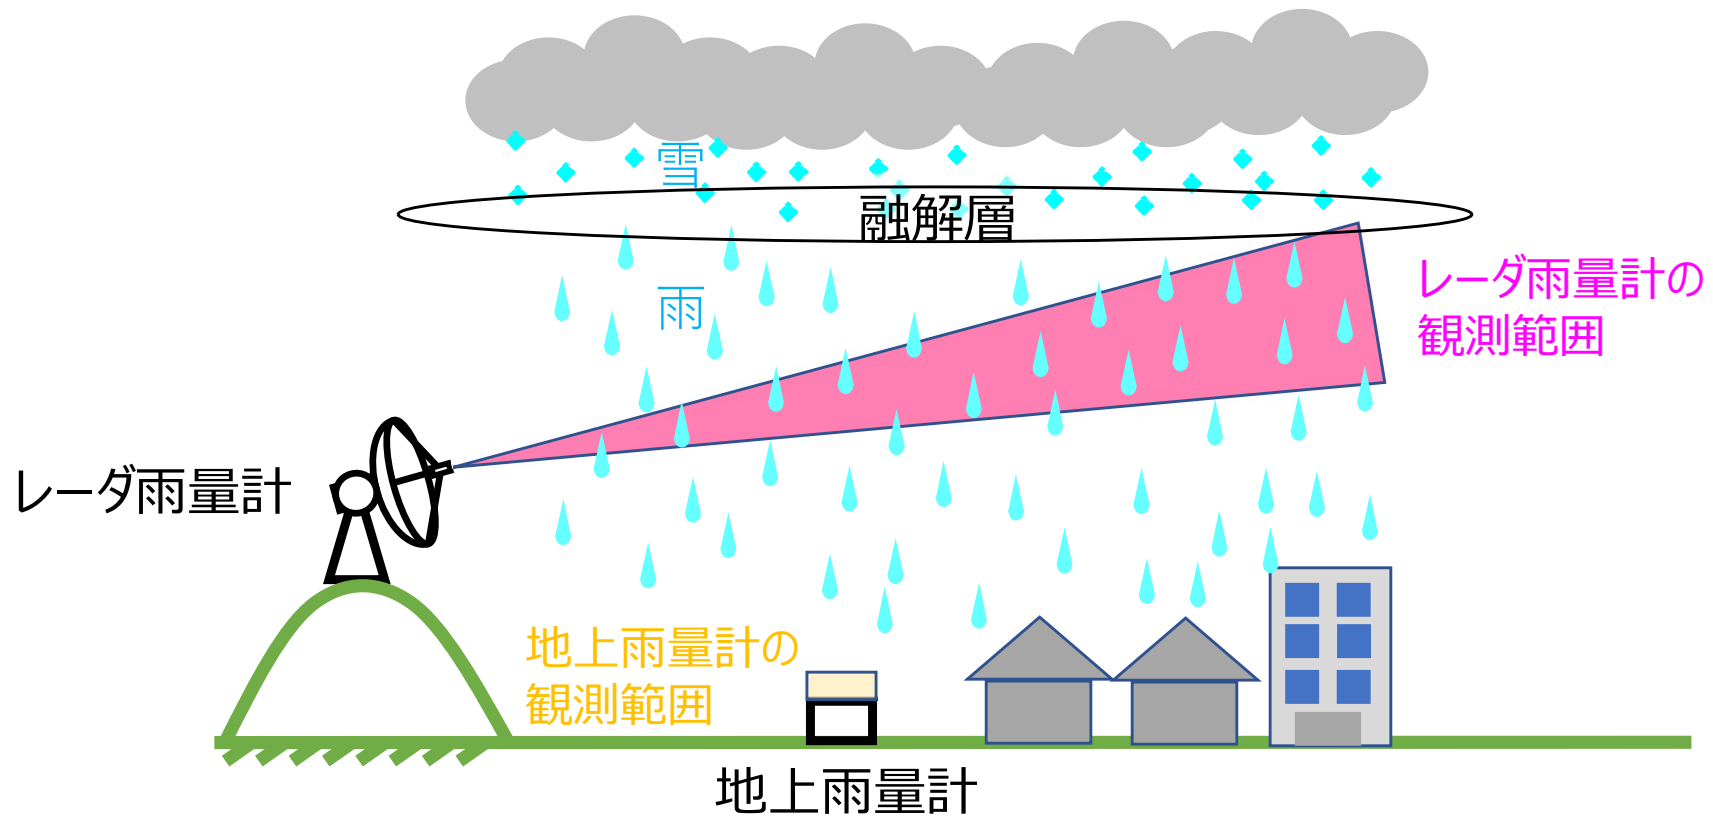 雪
融解層
雨
レーダ雨量計の
観測範囲
レーダ雨量計
地上雨量計の
観測範囲
地上雨量計